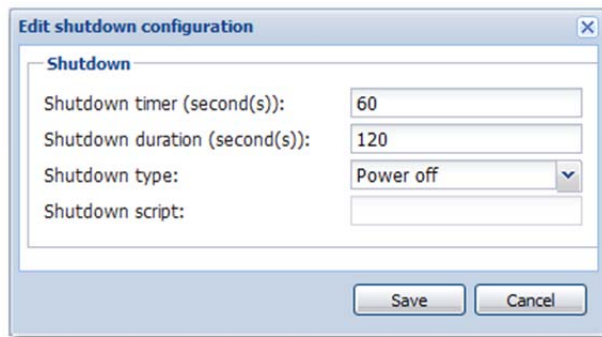 Edit shutdown configuration
Shutdown
Shutdown timer (second(s)): 60
Shutdown duration (second(s)): 120
Shutdown type: Power off
Shutdown script:
Save Cancel